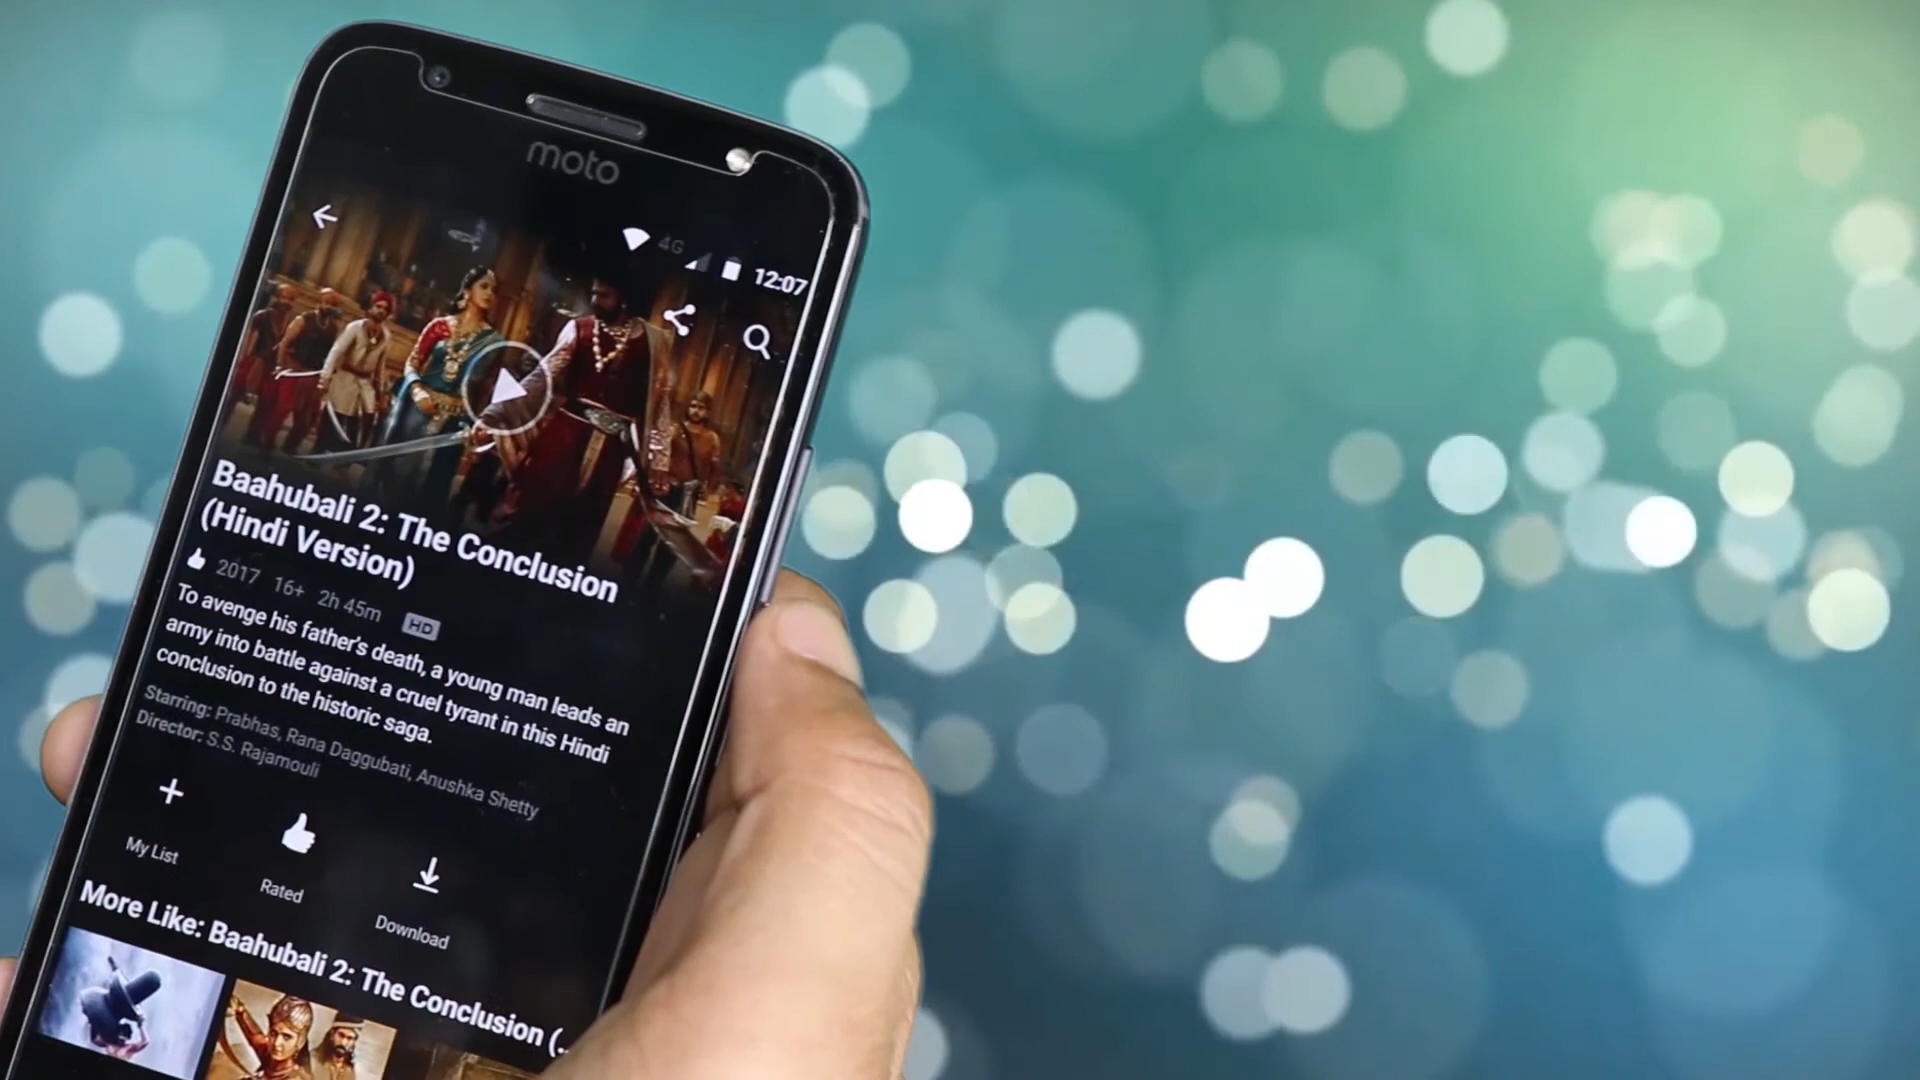 moto
4G 12:07
Baahubali 2: The Conclusion
(Hindi Version)
2017 16+ 2h 45m HD
To avenge his father's death, a young man leads an
army into battle against a cruel tyrant in this Hindi
conclusion to the historic saga.
Starring: Prabhas, Rana Daggubati, Anushka Shetty
Director: S.S. Rajamouli
My List
Rated
Download
More Like: Baahubali 2: The Conclusion (..